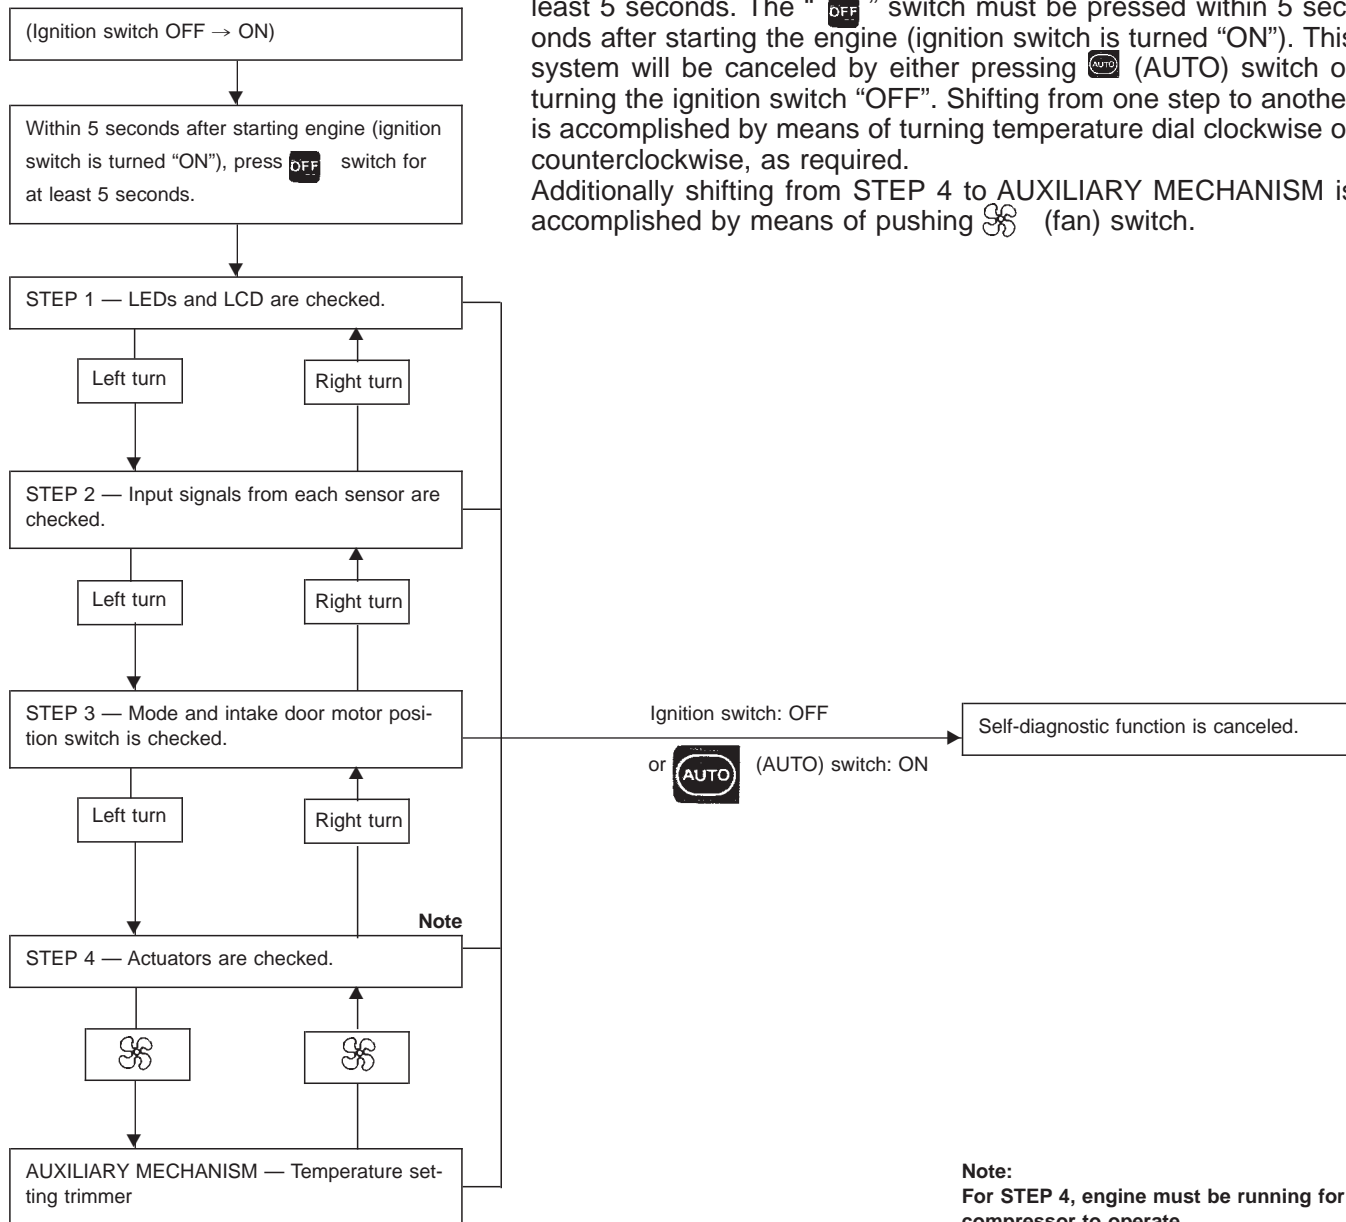 (Ignition switch OFF → ON)
Within 5 seconds after starting engine (ignition
switch is turned “ON”), press OFF switch for
at least 5 seconds.
least 5 seconds. The “ OFF ” switch must be pressed within 5 sec
onds after starting the engine (ignition switch is turned “ON”). This
system will be canceled by either pressing AUTO (AUTO) switch o
turning the ignition switch “OFF”. Shifting from one step to anothe
is accomplished by means of turning temperature dial clockwise o
counterclockwise, as required.
Additionally shifting from STEP 4 to AUXILIARY MECHANISM is
accomplished by means of pushing (fan) switch.
STEP 1 — LEDs and LCD are checked.
Left turn
Right turn
STEP 2 — Input signals from each sensor are
checked.
Left turn
Right turn
STEP 3 — Mode and intake door motor posi-
tion switch is checked.
Ignition switch: OFF
or AUTO (AUTO) switch: ON
Self-diagnostic function is canceled.
Left turn
Right turn
Note
STEP 4 — Actuators are checked.
AUXILIARY MECHANISM — Temperature set-
ting trimmer
Note:
For STEP 4, engine must be running for
compressor to operate